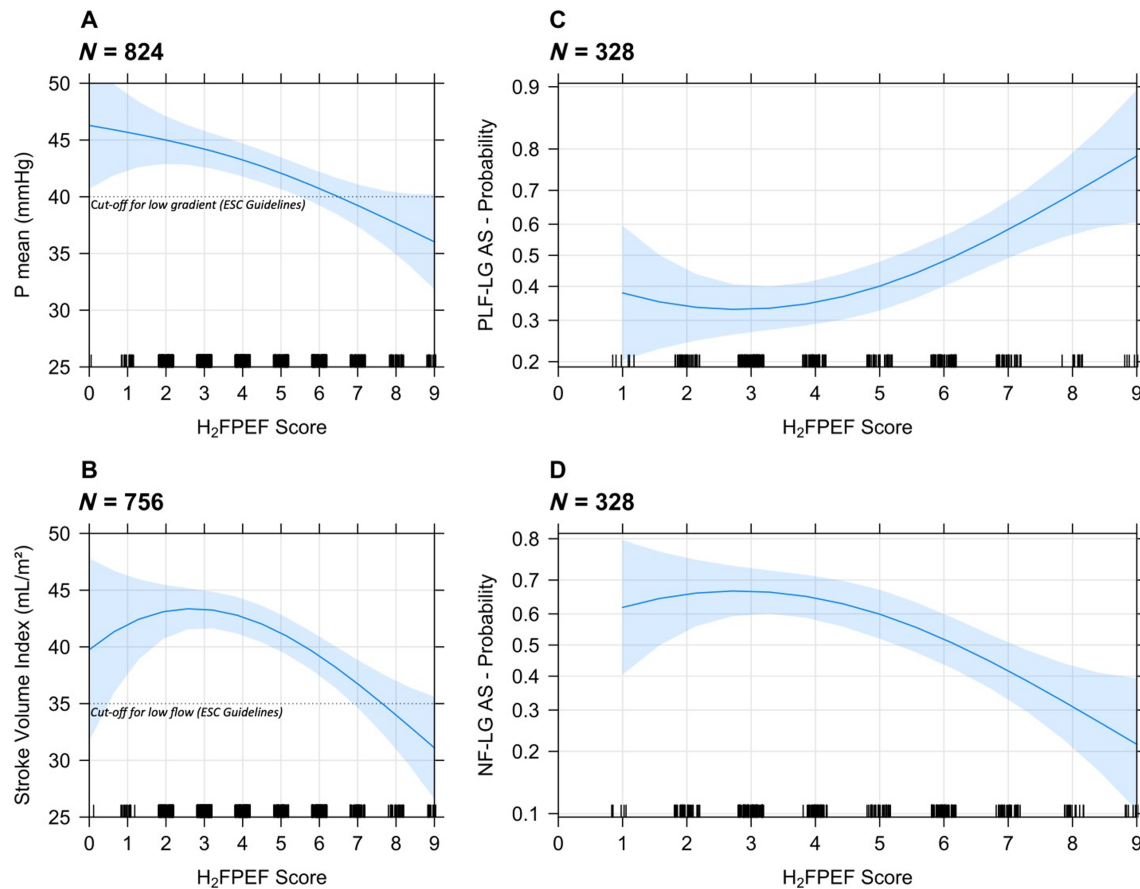 A
N = 824
50
45
40
35
30
25
P mean (mmHg)
Cut-off for low gradient (ESC Guidelines)
0 1 2 3 4 5 6 7 8 9
H₂FPEF Score
C
N = 328
0.9
0.8
0.7
0.6
0.5
0.4
0.3
0.2
PLF-LG AS - Probability
0 1 2 3 4 5 6 7 8 9
H₂FPEF Score
B
N = 756
50
45
40
35
30
25
Stroke Volume Index (mL/m²)
Cut-off for low flow (ESC Guidelines)
0 1 2 3 4 5 6 7 8 9
H₂FPEF Score
D
N = 328
0.8
0.7
0.6
0.5
0.4
0.3
0.2
0.1
NF-LG AS - Probability
0 1 2 3 4 5 6 7 8 9
H₂FPEF Score